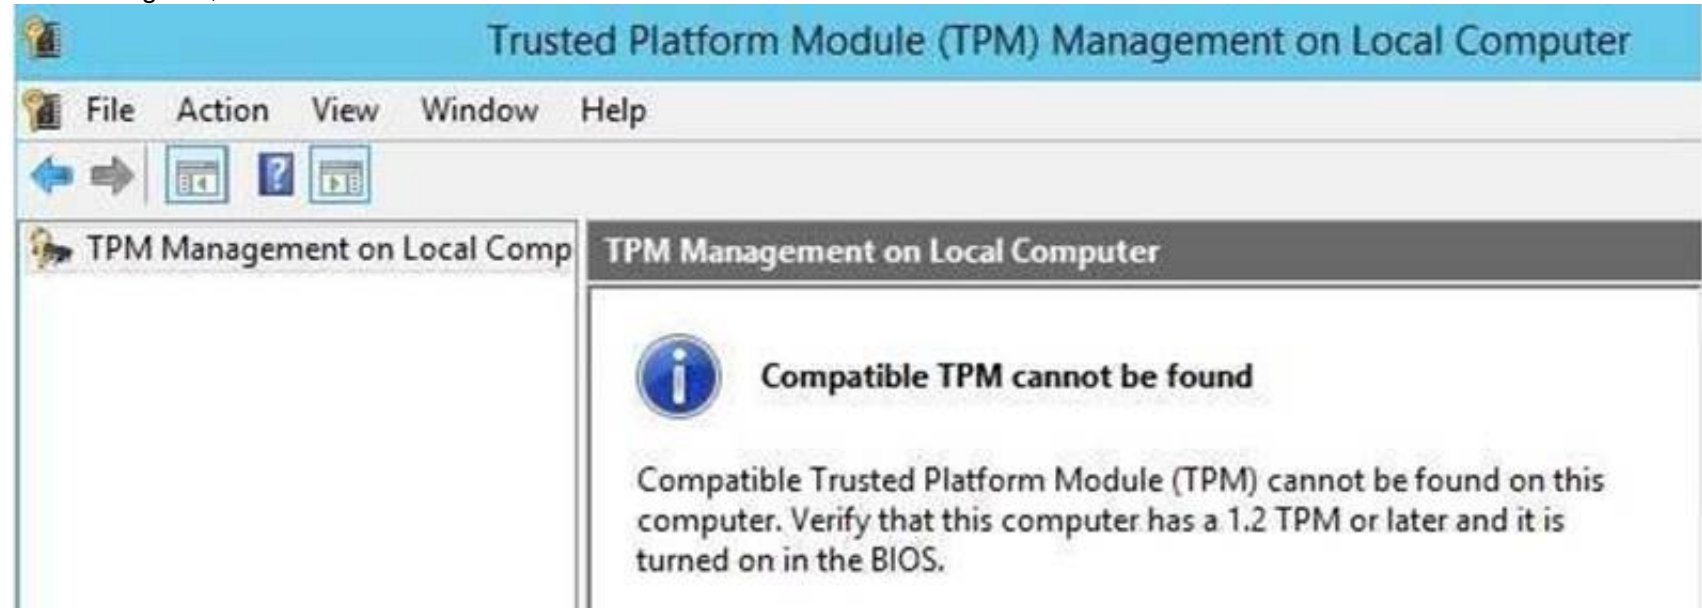 Trusted Platform Module (TPM) Management on Local Computer
File Action View Window Help
TPM Management on Local Comp
TPM Management on Local Computer
Compatible TPM cannot be found
Compatible Trusted Platform Module (TPM) cannot be found on this
computer. Verify that this computer has a 1.2 TPM or later and it is
turned on in the BIOS.